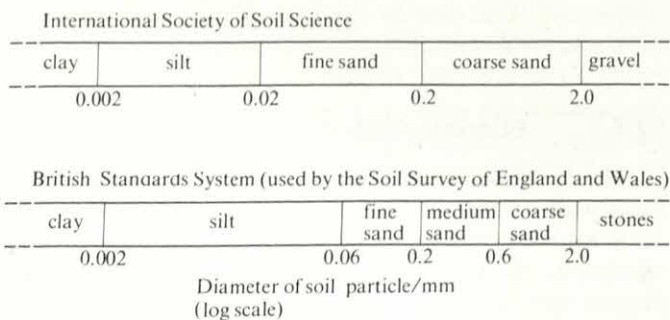 International Society of Soil Science
clay silt fine sand coarse sand gravel
0.002 0.02 0.2 2.0
British Standards System (used by the Soil Survey of England and Wales)
clay silt fine sand medium sand coarse sand stones
0.002 0.06 0.2 0.6 2.0
Diameter of soil particle/mm
(log scale)